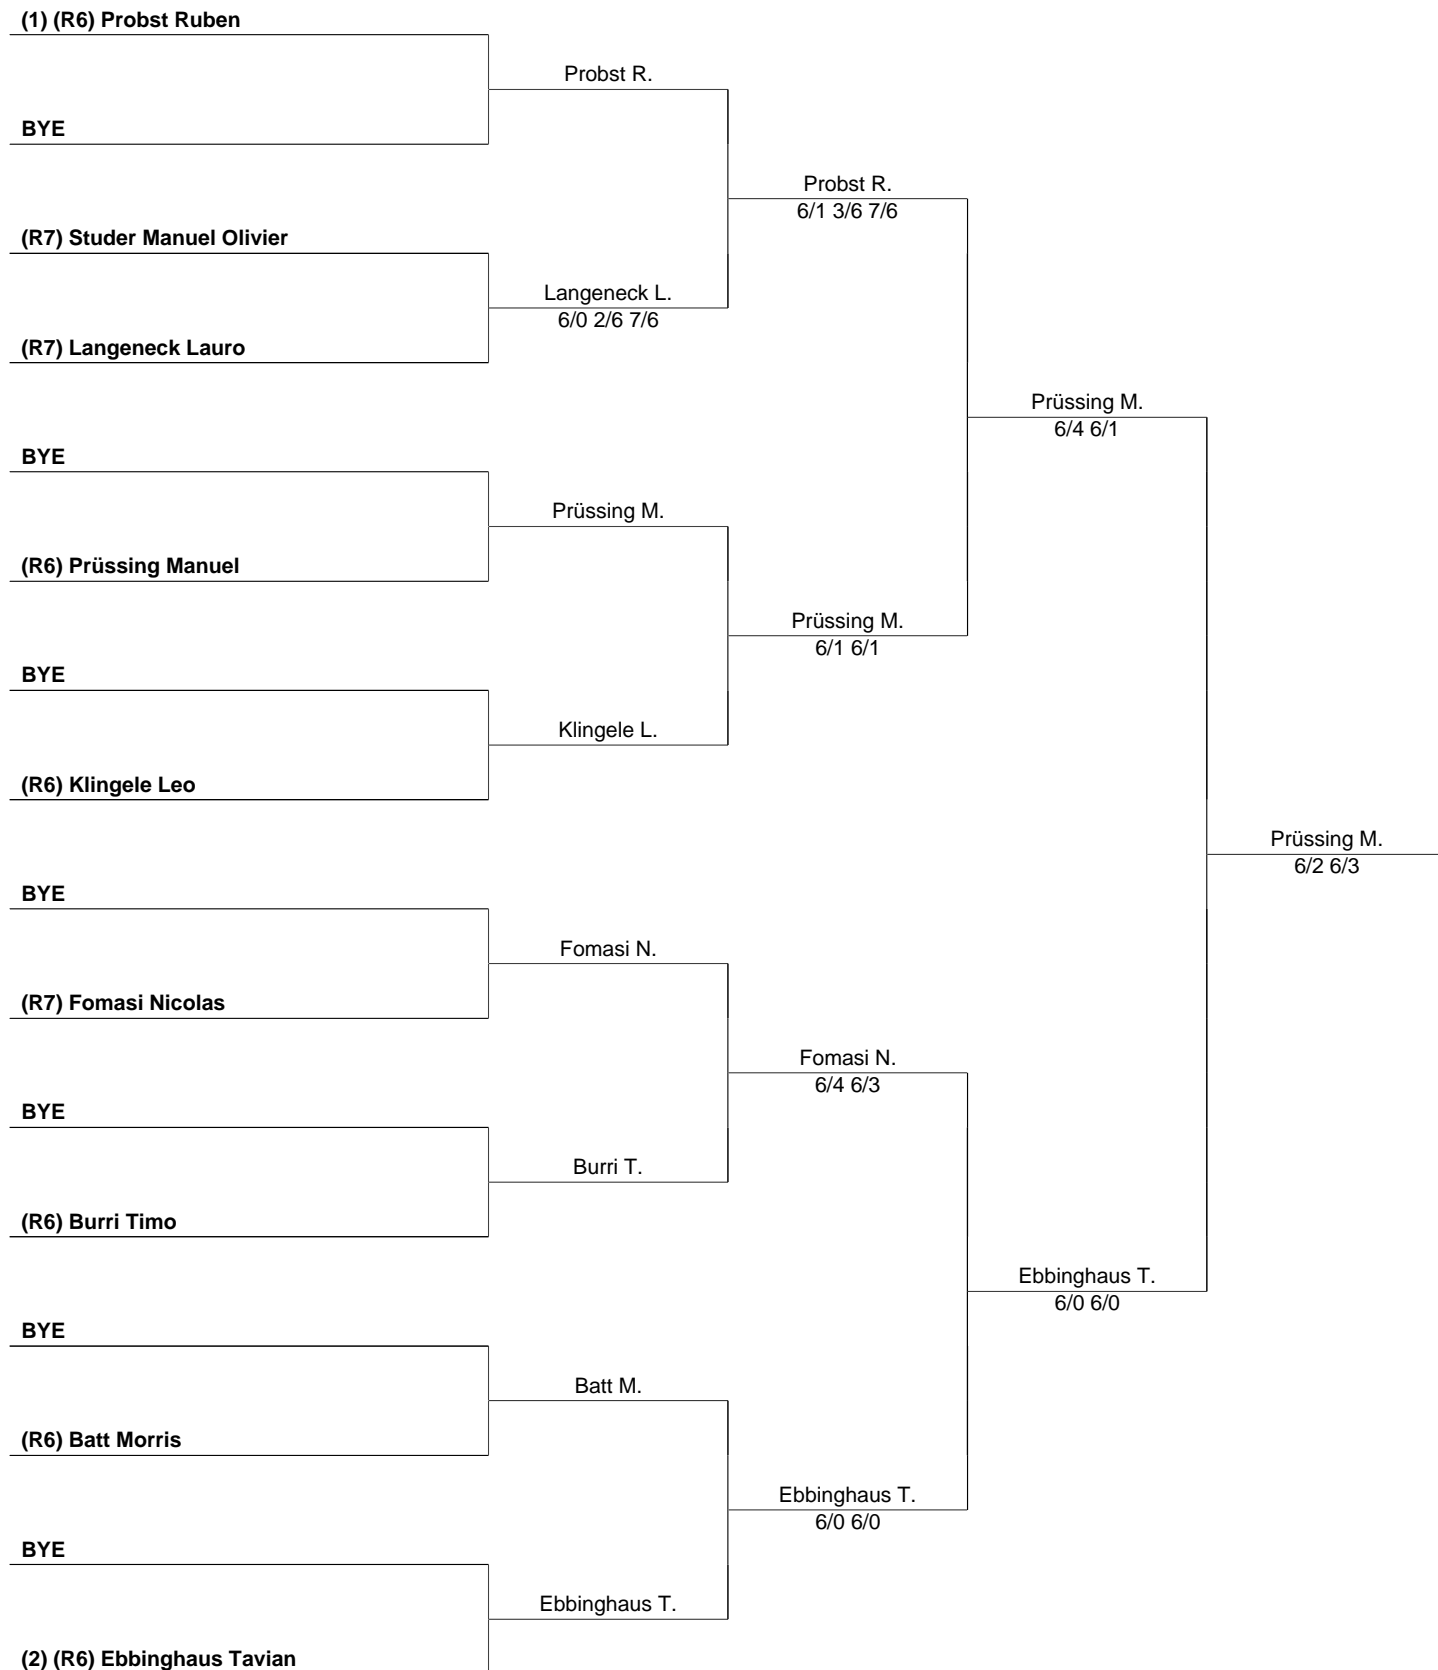 (1) (R6) Probst Ruben
Probst R.
BYE
Probst R.
6/1 3/6 7/6
(R7) Studer Manuel Olivier
Langeneck L.
6/0 2/6 7/6
(R7) Langeneck Lauro
Prüssing M.
6/4 6/1
BYE
Prüssing M.
(R6) Prüssing Manuel
Prüssing M.
6/1 6/1
BYE
Klingele L.
(R6) Klingele Leo
Prüssing M.
6/2 6/3
BYE
Fomasi N.
(R7) Fomasi Nicolas
Fomasi N.
6/4 6/3
BYE
Burri T.
(R6) Burri Timo
Ebbinghaus T.
6/0 6/0
BYE
Batt M.
(R6) Batt Morris
Ebbinghaus T.
6/0 6/0
BYE
Ebbinghaus T.
(2) (R6) Ebbinghaus Tavian